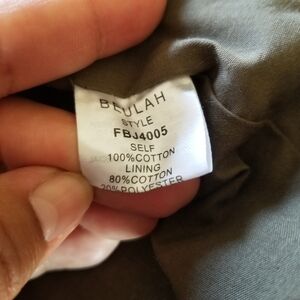 BEULAH
STYLE
FBJ4005
SELF
100%COTTON
LINING
80%COTTON
20%POLYESTER